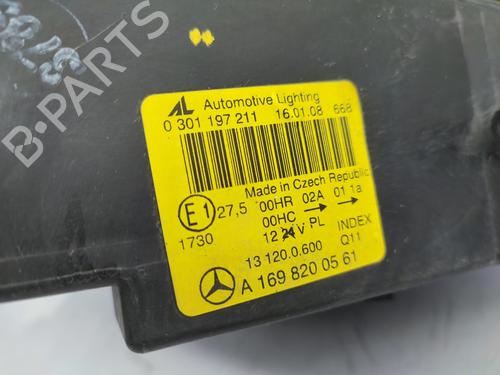 B-PARTS
AL Automotive Lighting
0 301 197 211 16.01.08 668
Made in Czech Republic
E1 27,5 00HR 02A 01 1a
00HC → →
1730 12 24 V PL INDEX
13 120.0.600 Q11
A 169 820 05 61